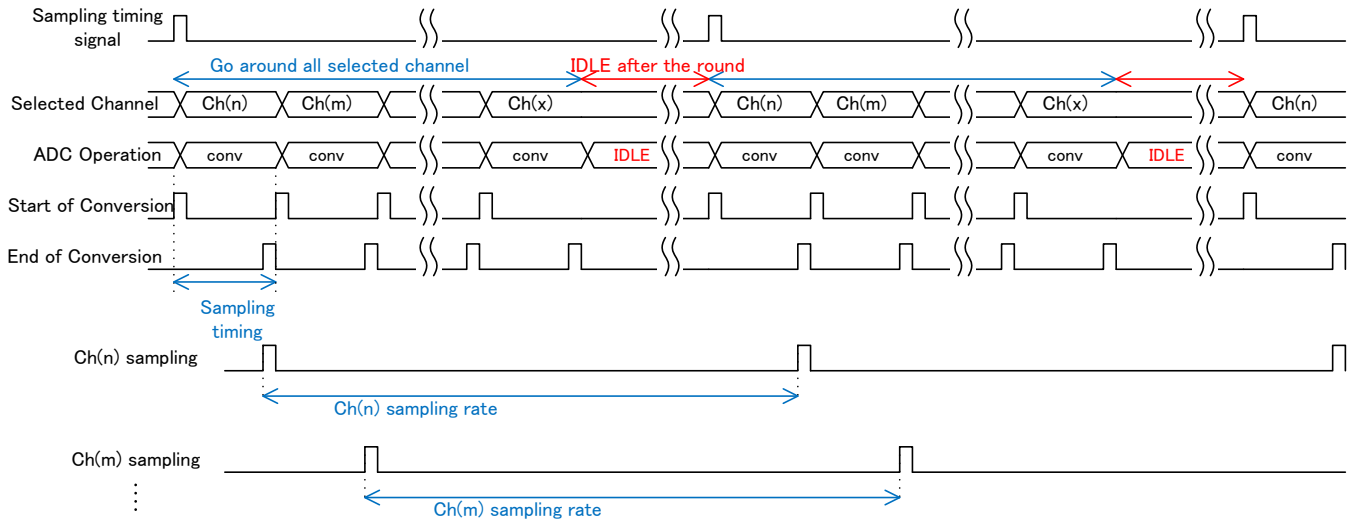 Sampling timing
signal
Go around all selected channel
IDLE after the round
Selected Channel
Ch(n)
Ch(m)
Ch(x)
Ch(n)
Ch(m)
Ch(x)
Ch(n)
ADC Operation
conv
conv
conv
IDLE
conv
conv
conv
IDLE
conv
Start of Conversion
End of Conversion
Sampling
timing
Ch(n) sampling
Ch(n) sampling rate
Ch(m) sampling
Ch(m) sampling rate